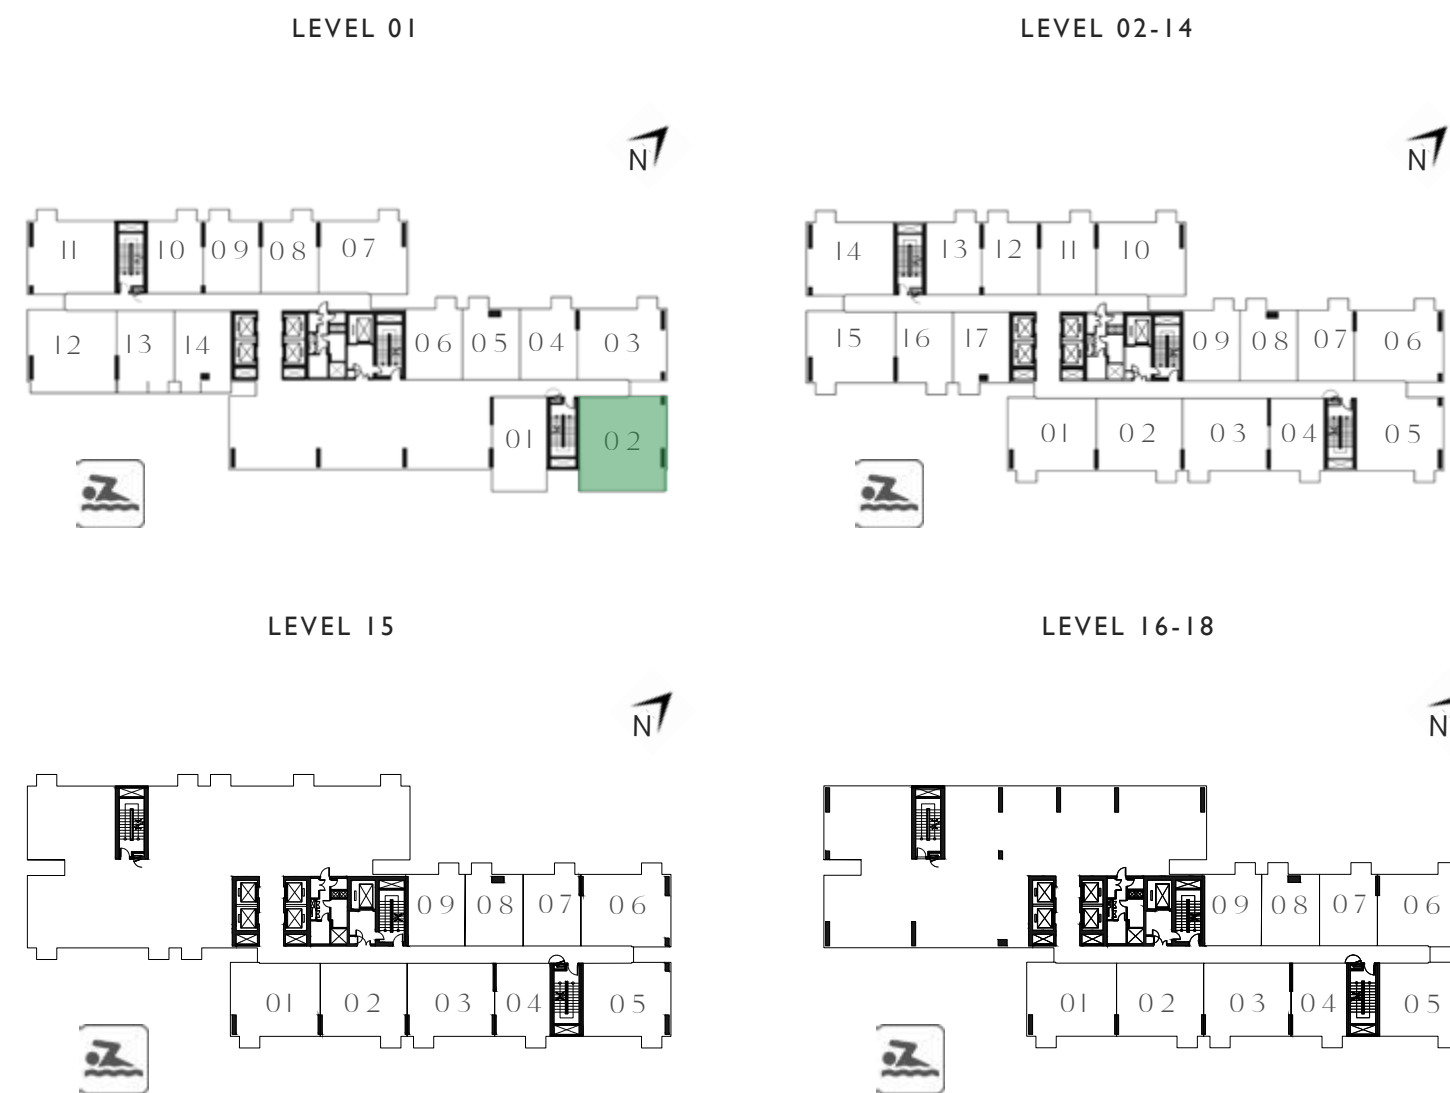 LEVEL 01
LEVEL 02-14
N
N
11 10 09 08 07
14 13 12 11 10
12 13 14 06 05 04 03
15 16 17 09 08 07 06
01 02
01 02 03 04 05
LEVEL 15
LEVEL 16-18
N
N
09 08 07 06
09 08 07 06
01 02 03 04 05
01 02 03 04 05